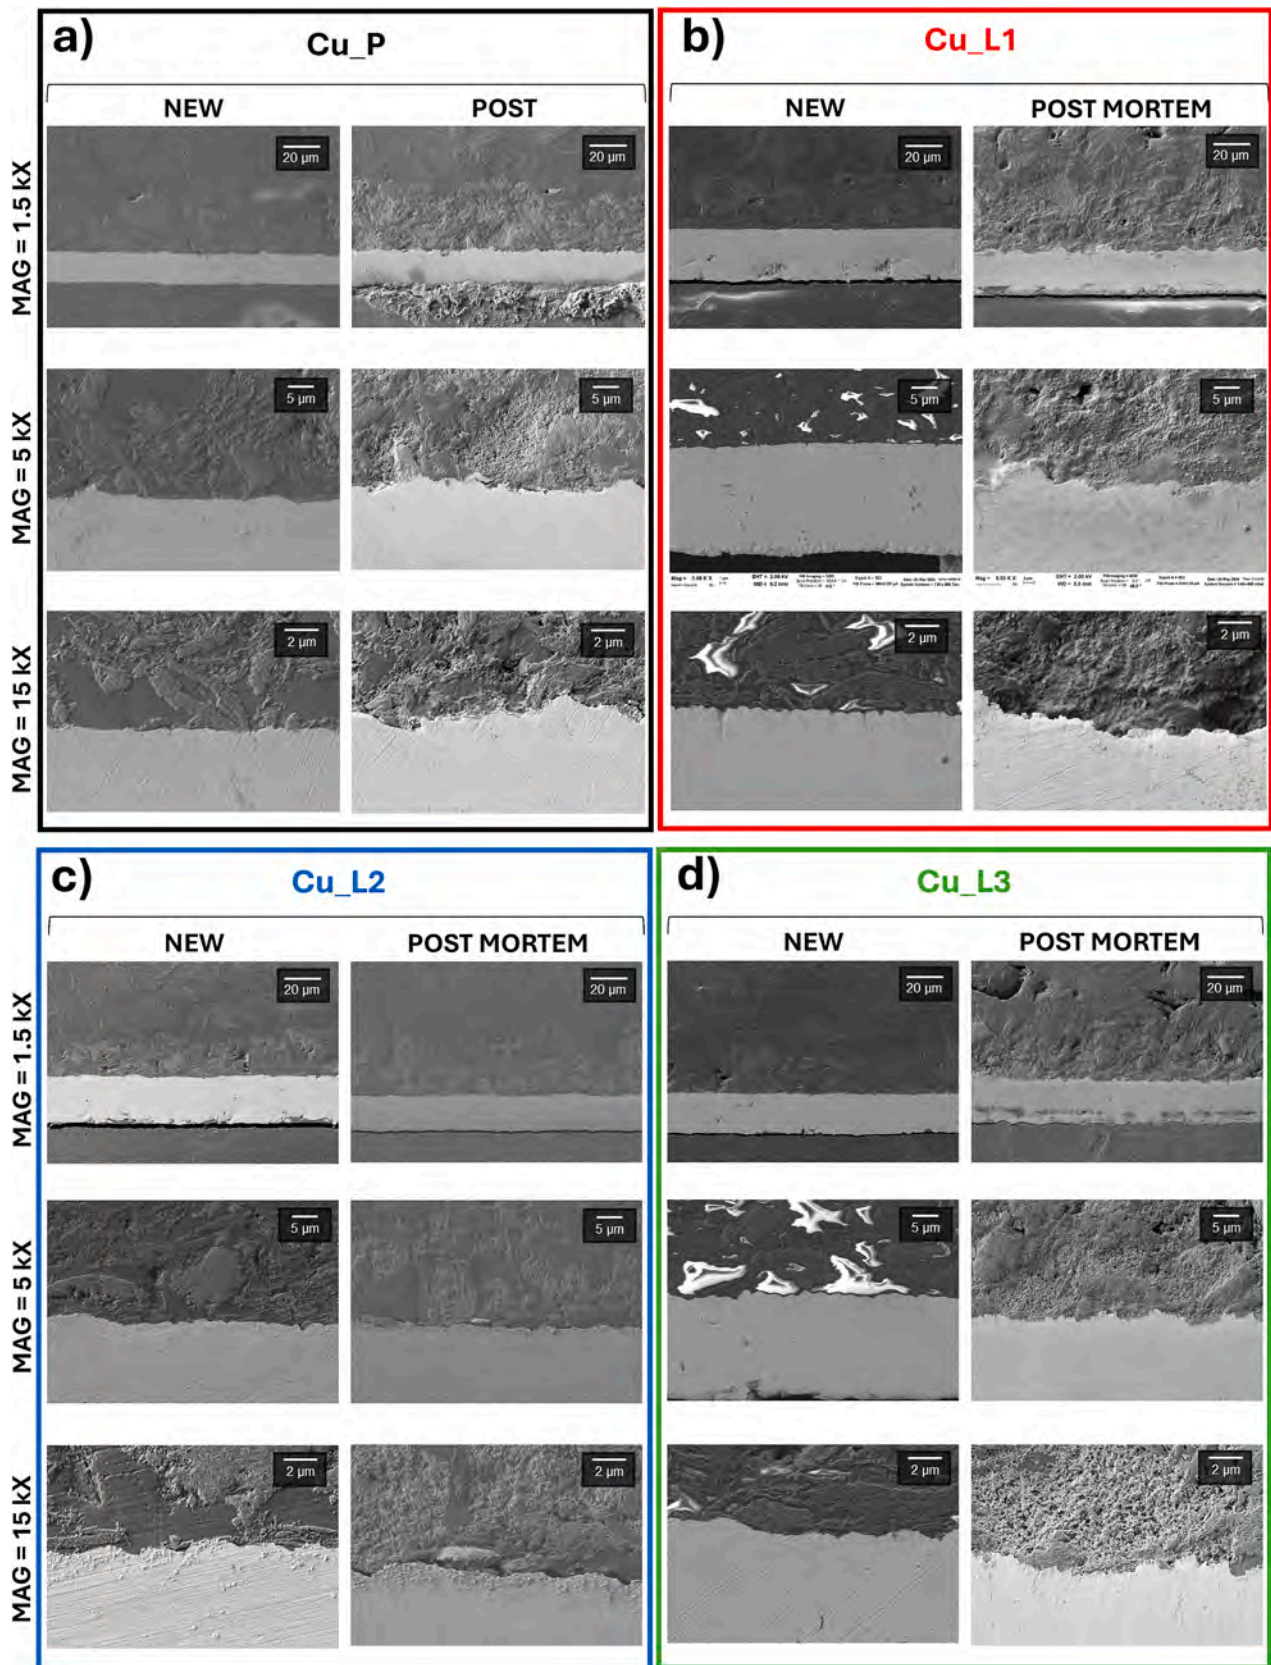 a)
Cu_P
NEW
POST
MAG = 1.5 kX
20 µm
20 µm
MAG = 5 kX
5 µm
5 µm
MAG = 15 kX
2 µm
2 µm
b)
Cu_L1
NEW
POST MORTEM
20 µm
20 µm
5 µm
5 µm
2 µm
2 µm
c)
Cu_L2
NEW
POST MORTEM
MAG = 1.5 kX
20 µm
20 µm
MAG = 5 kX
5 µm
5 µm
MAG = 15 kX
2 µm
2 µm
d)
Cu_L3
NEW
POST MORTEM
20 µm
20 µm
5 µm
5 µm
2 µm
2 µm